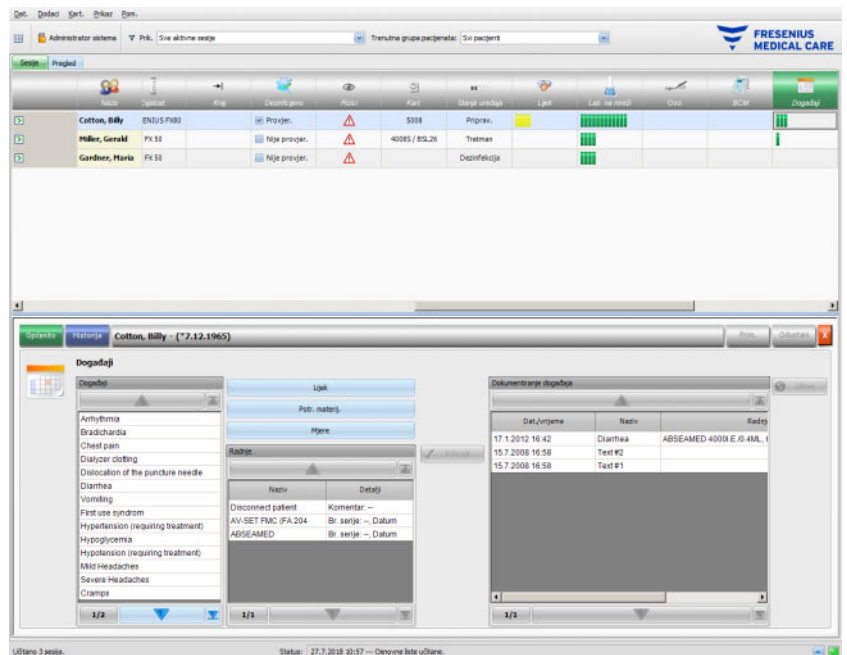 Dat. Dodaci Kart. Prikaz Pom.
Administrator sistema Prik. Sve aktivne sesije Trenutna grupa pacijenata: Svi pacijenti
FRESENIUS
MEDICAL CARE
Sesije Pregled
Naziv Kraj Rizici Kart Stanje uređaja Lijek Lab. na mreži Oso BCM Događaji
Cotton, Billy ENIUS FX80 Provjer. 5008 Priprav.
Miller, Gerald FX 50 Nije provjer. 4008S / BSL26 Tretman
Gardner, Maria FX 50 Nije provjer. Dezinfekcija
Općenito Historija Cotton, Billy - (*7.12.1965) Prim. Odustani X
Događaji
Događaji
Arrhythmia
Bradichardia
Chest pain
Dialyzer clotting
Dislocation of the puncture needle
Diarrhea
Vomiting
First use syndrom
Hypertension (requiring treatment)
Hypoglycemia
Hypotension (requiring treatment)
Mild Headaches
Severe Headaches
Cramps
1/2
Lijek
Potr. materij.
Mjere
Radnje
Naziv Detalji
Disconnect patient Komentar: --
AV-SET FMC (FA 204 Br. serije: --, Datum
ABSEAMED Br. serije: --, Datum
1/1
Dokumentiranje događaja
Dat./vrijeme Naziv Radnj
17.1.2012 16:42 Diarrhea ABSEAMED 4000I.E./0.4ML,
15.7.2008 16:58 Text #2
15.7.2008 16:58 Text #1
1/1
Učitano 3 sesija. Status: 27.7.2018 10:57 --- Osnovne liste učitane.